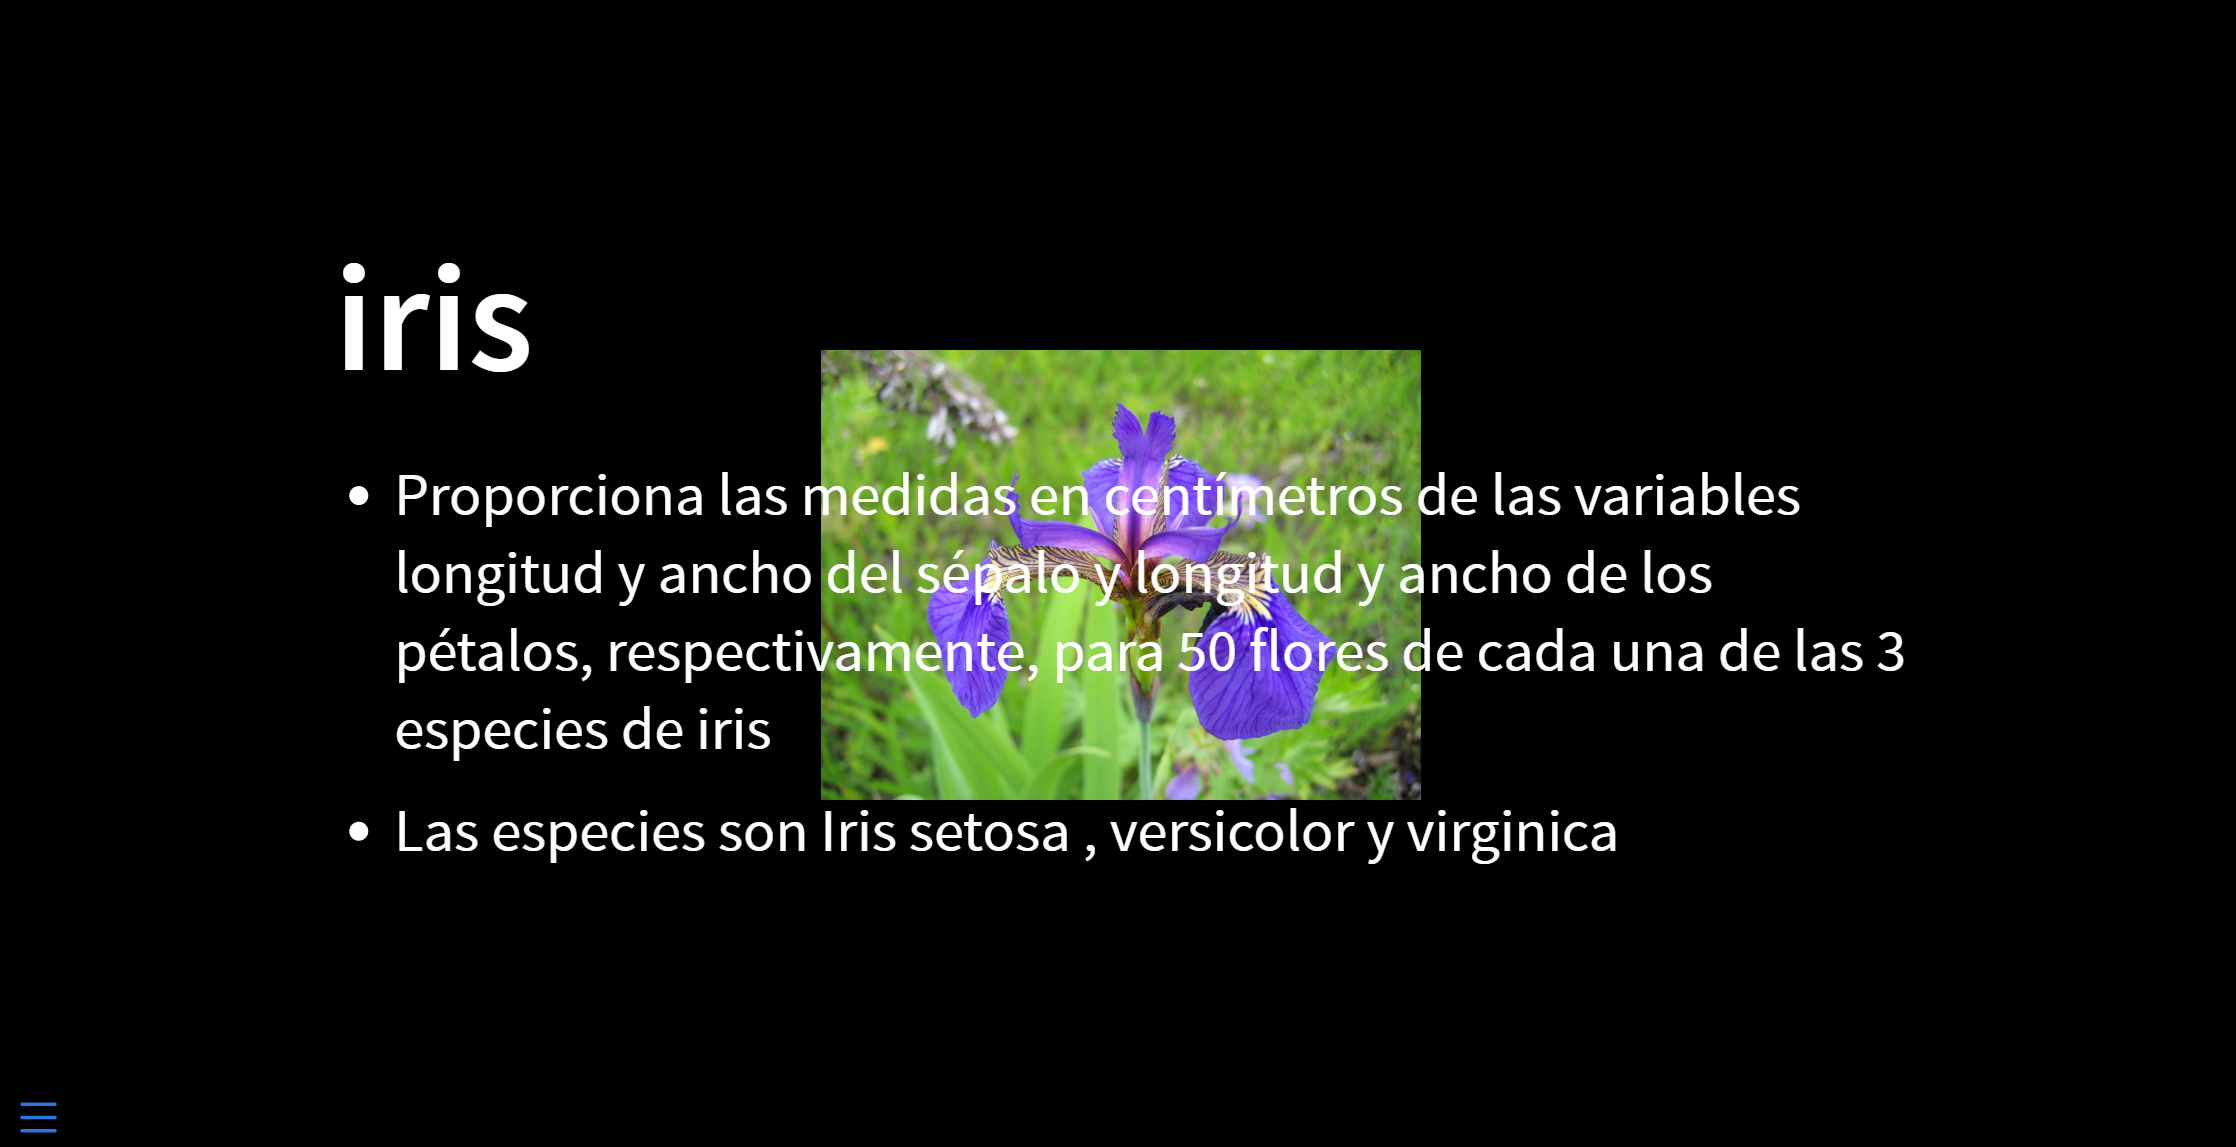 iris
• Proporciona las medidas en centímetros de las variables
longitud y ancho del sépalo y longitud y ancho de los
pétalos, respectivamente, para 50 flores de cada una de las 3
especies de iris
• Las especies son Iris setosa , versicolor y virginica